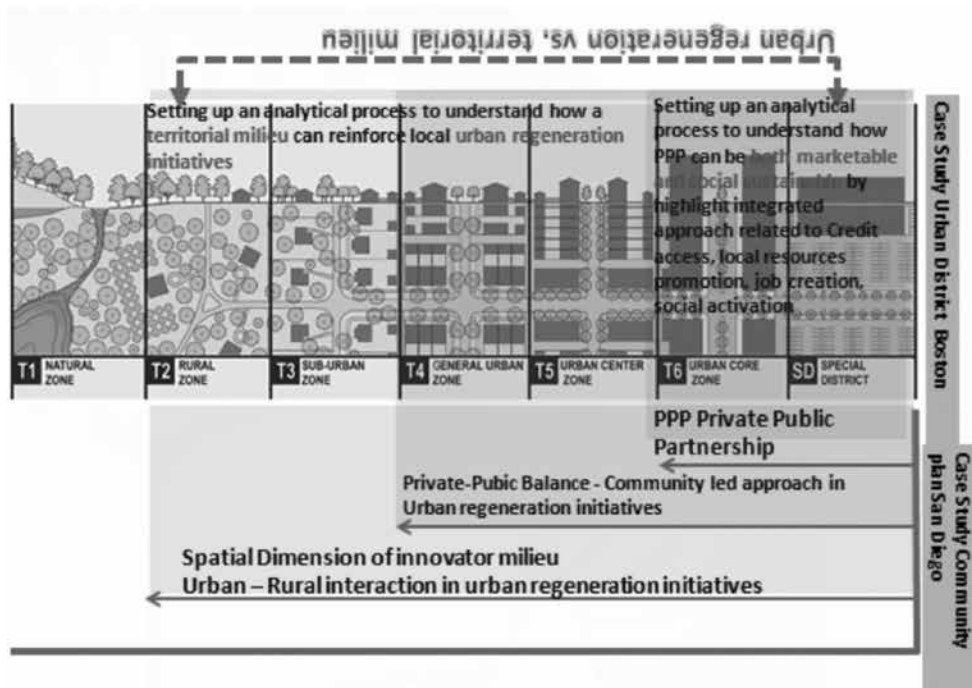 Urban regeneration vs. territorial milieu
Setting up an analytical process to understand how a
territorial milieu can reinforce local urban regeneration
initiatives
Setting up an analytical
process to understand how
PPP can be both marketable
and social sustainable by
highlight integrated
approach related to Credit
access, local resources
promotion, job creation,
social activation
T1 NATURAL
ZONE
T2 RURAL
ZONE
T3 SUB-URBAN
ZONE
T4 GENERAL URBAN
ZONE
T5 URBAN CENTER
ZONE
T6 URBAN CORE
ZONE
SD SPECIAL
DISTRICT
PPP Private Public
Partnership
Private-Pubic Balance - Community led approach in
Urban regeneration initiatives
Spatial Dimension of innovator milieu
Urban – Rural interaction in urban regeneration initiatives
Case Study Urban District Boston
Case Study Community
plan San Diego